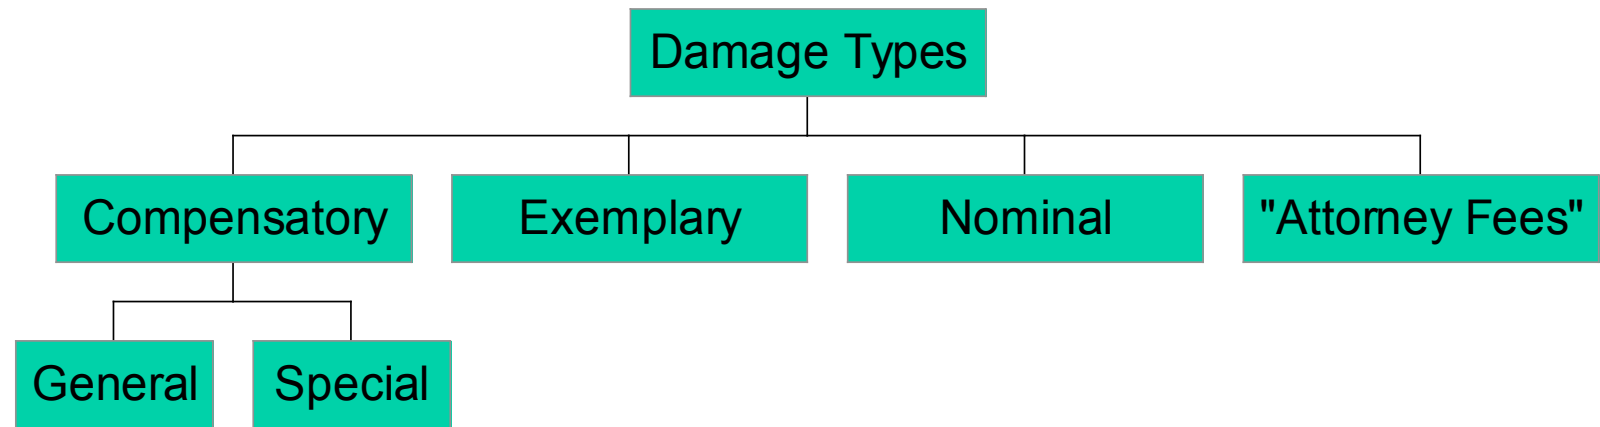 Damage Types
Compensatory
Exemplary
Nominal
"Attorney Fees"
General
Special